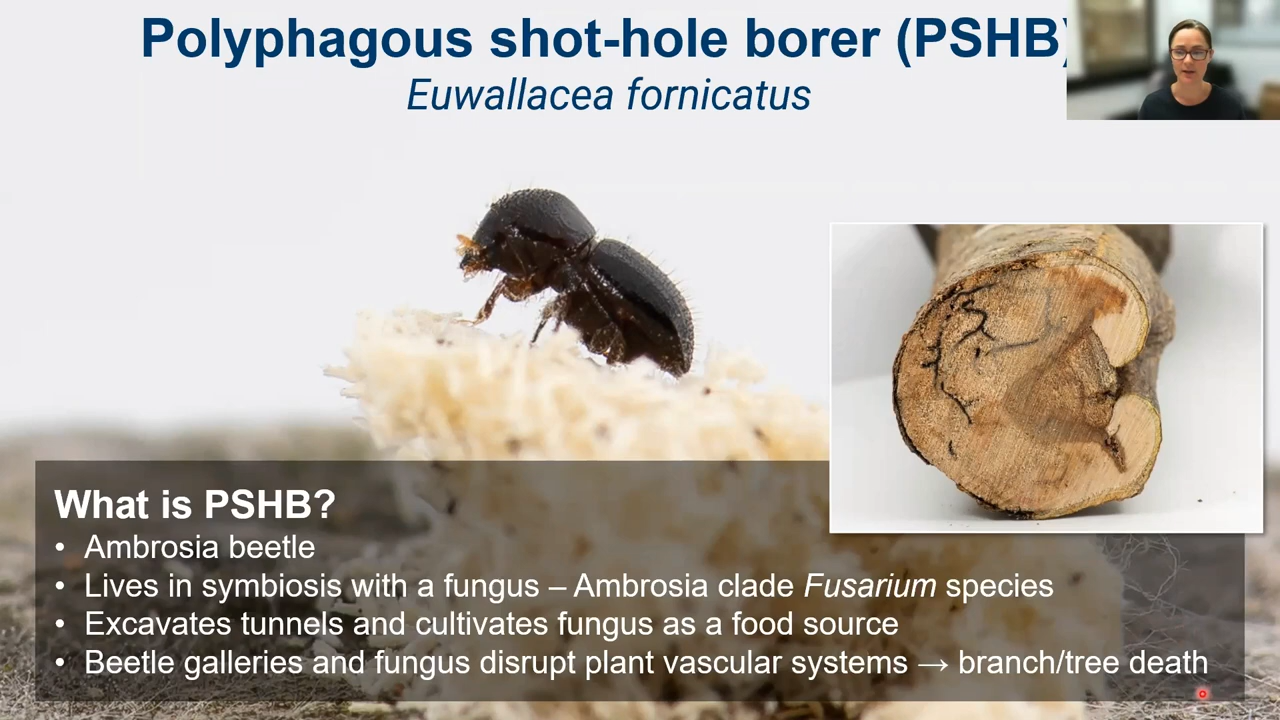 Polyphagous shot-hole borer (PSHB)
Euwallacea fornicatus
What is PSHB?
• Ambrosia beetle
• Lives in symbiosis with a fungus – Ambrosia clade Fusarium species
• Excavates tunnels and cultivates fungus as a food source
• Beetle galleries and fungus disrupt plant vascular systems → branch/tree death